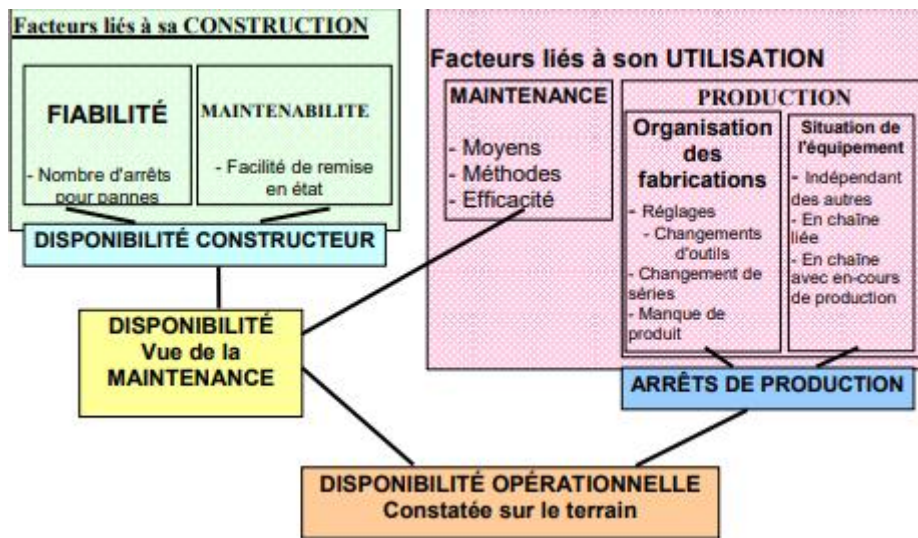 Facteurs liés à sa CONSTRUCTION
FIABILITÉ
- Nombre d'arrêts
pour pannes
MAINTENABILITE
- Facilité de remise
en état
DISPONIBILITÉ CONSTRUCTEUR
Facteurs liés à son UTILISATION
MAINTENANCE
- Moyens
- Méthodes
- Efficacité
PRODUCTION
Organisation
des
fabrications
- Réglages
- Changements
d'outils
- Changement de
séries
- Manque de
produit
Situation de
l'équipement
- Indépendant
des autres
- En chaîne
liée
- En chaîne
avec en-cours
de production
DISPONIBILITÉ
Vue de la
MAINTENANCE
ARRÊTS DE PRODUCTION
DISPONIBILITÉ OPÉRATIONNELLE
Constatée sur le terrain